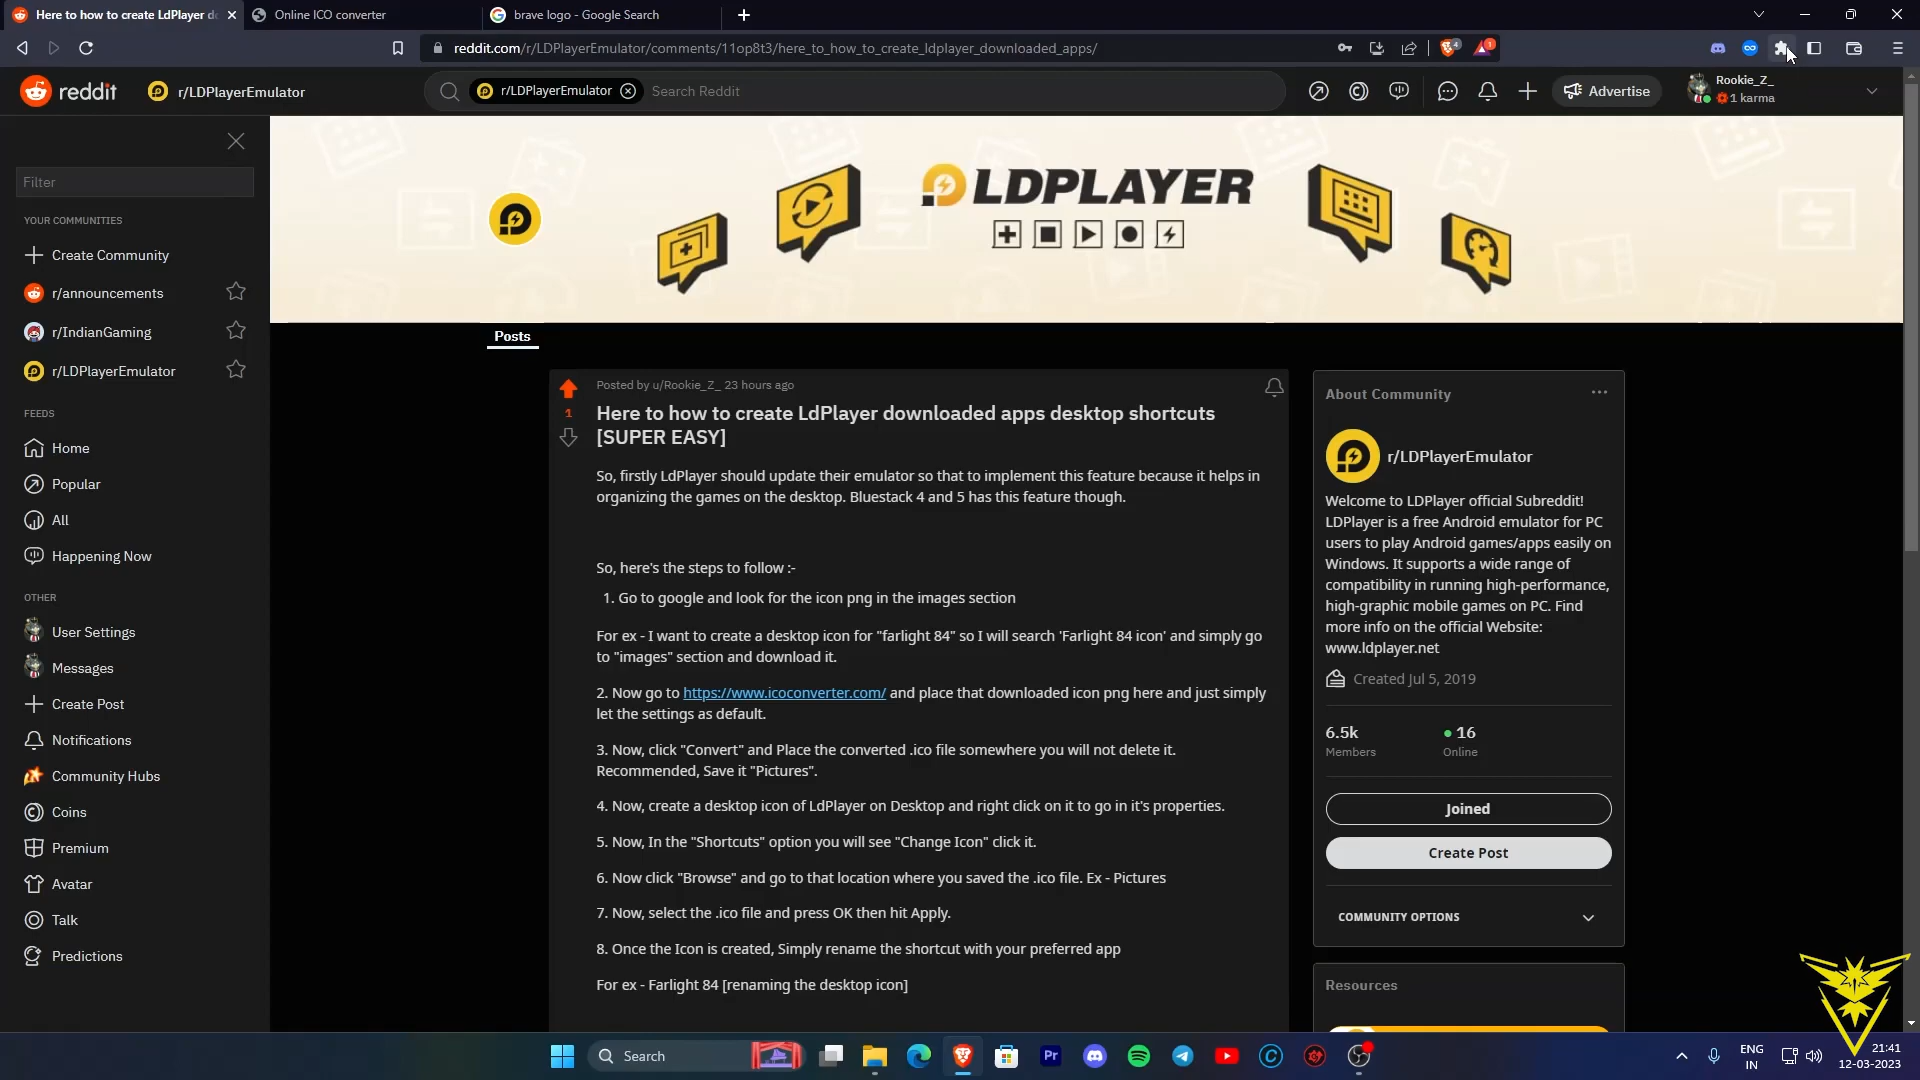 Here to how to create LdPlayer do
Online ICO converter
brave logo - Google Search
reddit.com/r/LDPlayerEmulator/comments/11op8t3/here_to_how_to_create_ldplayer_downloaded_apps/
4
1
reddit
r/LDPlayerEmulator
r/LDPlayerEmulator
Search Reddit
Advertise
Rookie_Z_
1 karma
Filter
YOUR COMMUNITIES
Create Community
r/announcements
r/IndianGaming
r/LDPlayerEmulator
FEEDS
Home
Popular
All
Happening Now
OTHER
User Settings
Messages
Create Post
Notifications
Community Hubs
Coins
Premium
Avatar
Talk
Predictions
LDPLAYER
Posts
1
Posted by u/Rookie_Z_ 23 hours ago
Here to how to create LdPlayer downloaded apps desktop shortcuts
[SUPER EASY]
So, firstly LdPlayer should update their emulator so that to implement this feature because it helps in
organizing the games on the desktop. Bluestack 4 and 5 has this feature though.
So, here's the steps to follow :-
1. Go to google and look for the icon png in the images section
For ex - I want to create a desktop icon for "farlight 84" so I will search 'Farlight 84 icon' and simply go
to "images" section and download it.
2. Now go to https://www.icoconverter.com/ and place that downloaded icon png here and just simply
let the settings as default.
3. Now, click "Convert" and Place the converted .ico file somewhere you will not delete it.
Recommended, Save it "Pictures".
4. Now, create a desktop icon of LdPlayer on Desktop and right click on it to go in it's properties.
5. Now, In the "Shortcuts" option you will see "Change Icon" click it.
6. Now click "Browse" and go to that location where you saved the .ico file. Ex - Pictures
7. Now, select the .ico file and press OK then hit Apply.
8. Once the Icon is created, Simply rename the shortcut with your preferred app
For ex - Farlight 84 [renaming the desktop icon]
About Community
r/LDPlayerEmulator
Welcome to LDPlayer official Subreddit!
LDPlayer is a free Android emulator for PC
users to play Android games/apps easily on
Windows. It supports a wide range of
compatibility in running high-performance,
high-graphic mobile games on PC. Find
more info on the official Website:
www.ldplayer.net
Created Jul 5, 2019
6.5k
Members
16
Online
Joined
Create Post
COMMUNITY OPTIONS
Resources
Search
Pr
ENG
IN
21:41
12-03-2023